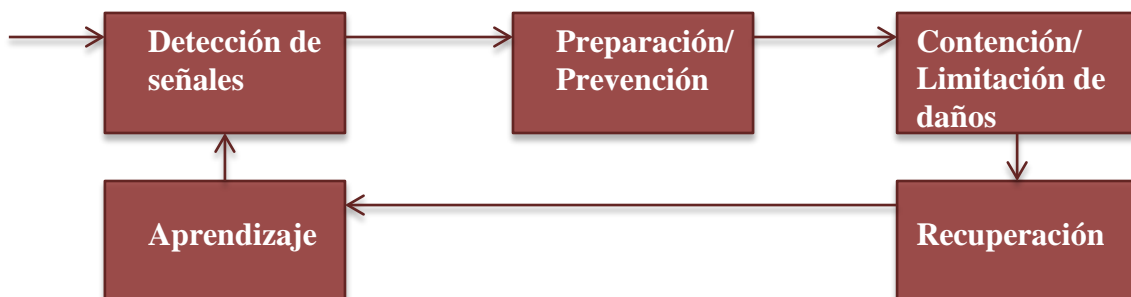 Detección de
señales
Preparación/
Prevención
Contención/
Limitación de
daños
Aprendizaje
Recuperación